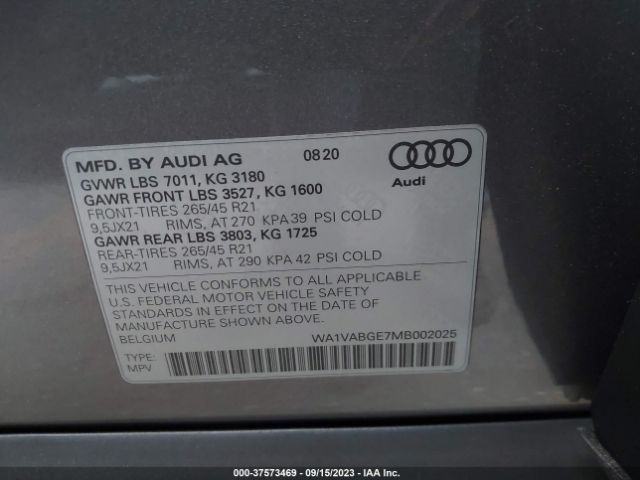 MFD. BY AUDI AG 0820
GVWR LBS 7011, KG 3180
GAWR FRONT LBS 3527, KG 1600
FRONT-TIRES 265/45 R21
9,5JX21 RIMS, AT 270 KPA 39 PSI COLD
GAWR REAR LBS 3803, KG 1725
REAR-TIRES 265/45 R21
9,5JX21 RIMS, AT 290 KPA 42 PSI COLD
Audi
THIS VEHICLE CONFORMS TO ALL APPLICABLE
U.S. FEDERAL MOTOR VEHICLE SAFETY
STANDARDS IN EFFECT ON THE DATE OF
MANUFACTURE SHOWN ABOVE.
BELGIUM WA1VABGE7MB002025
TYPE:
MPV
000-37573469 - 09/15/2023 - IAA Inc.